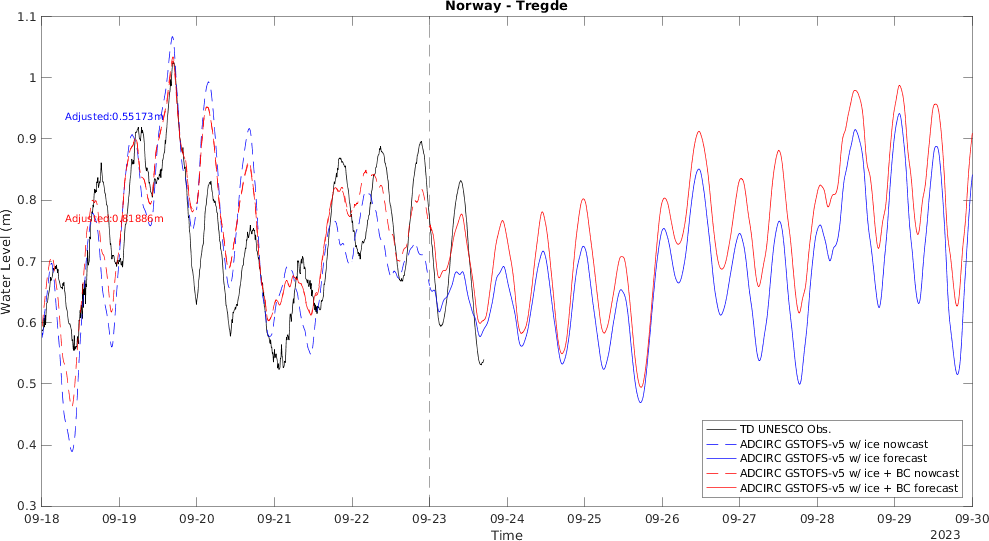 Norway - Tregde
1.1
1
0.9
0.8
0.7
0.6
0.5
0.4
0.3
Water Level (m)
Adjusted:0.55173m
Adjusted:0.81886m
TD UNESCO Obs.
ADCIRC GSTOFS-v5 w/ ice nowcast
ADCIRC GSTOFS-v5 w/ ice forecast
ADCIRC GSTOFS-v5 w/ ice + BC nowcast
ADCIRC GSTOFS-v5 w/ ice + BC forecast
09-18 09-19 09-20 09-21 09-22 09-23 09-24 09-25 09-26 09-27 09-28 09-29 09-30
Time
2023